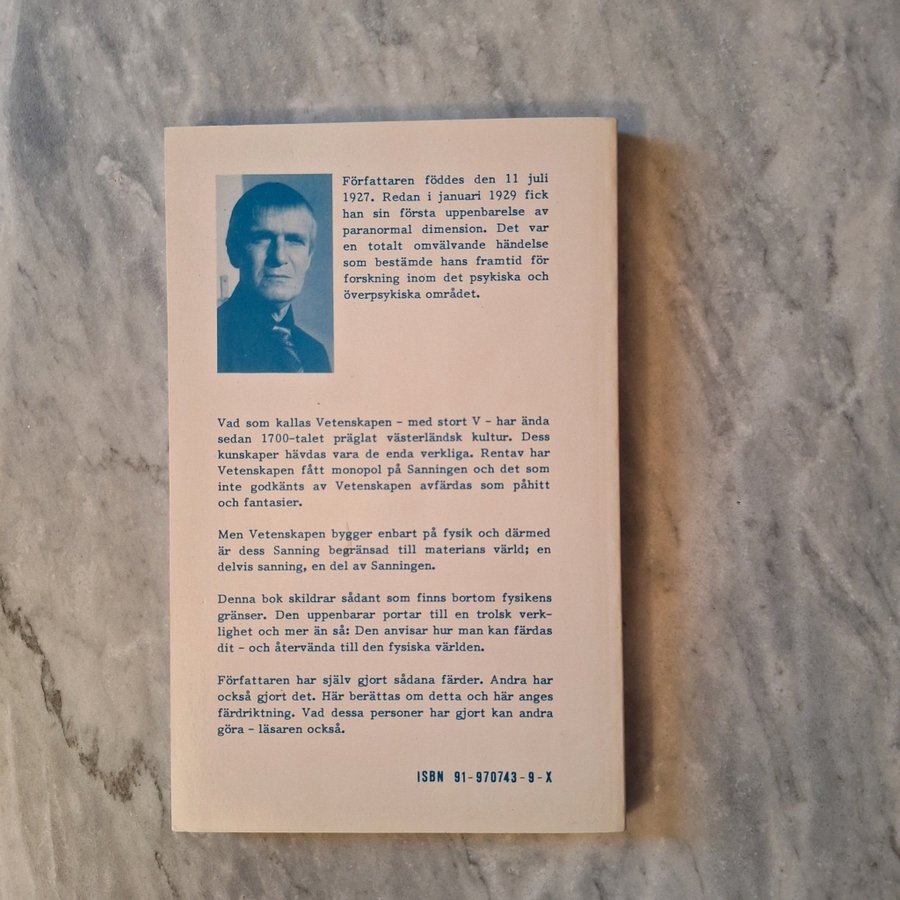 Författaren föddes den 11 juli
1927. Redan i januari 1929 fick
han sin första uppenbarelse av
paranormal dimension. Det var
en totalt omvälvande händelse
som bestämde hans framtid för
forskning inom det psykiska och
överpsykiska området.
Vad som kallas Vetenskapen - med stort V - har ända
sedan 1700-talet präglat västerländsk kultur. Dess
kunskaper hävdas vara de enda verkliga. Rentav har
Vetenskapen fått monopol på Sanningen och det som
inte godkänts av Vetenskapen avfärdas som påhitt
och fantasier.
Men Vetenskapen bygger enbart på fysik och därmed
är dess Sanning begränsad till materians värld; en
delvis sanning, en del av Sanningen.
Denna bok skildrar sådant som finns bortom fysikens
gränser. Den uppenbarar portar till en trolsk verk-
lighet och mer än så: Den anvisar hur man kan färdas
dit - och återvända till den fysiska världen.
Författaren har själv gjort sådana färder. Andra har
också gjort det. Här berättas om detta och här anges
färdriktning. Vad dessa personer har gjort kan andra
göra - läsaren också.
ISBN 91-970743-9-X